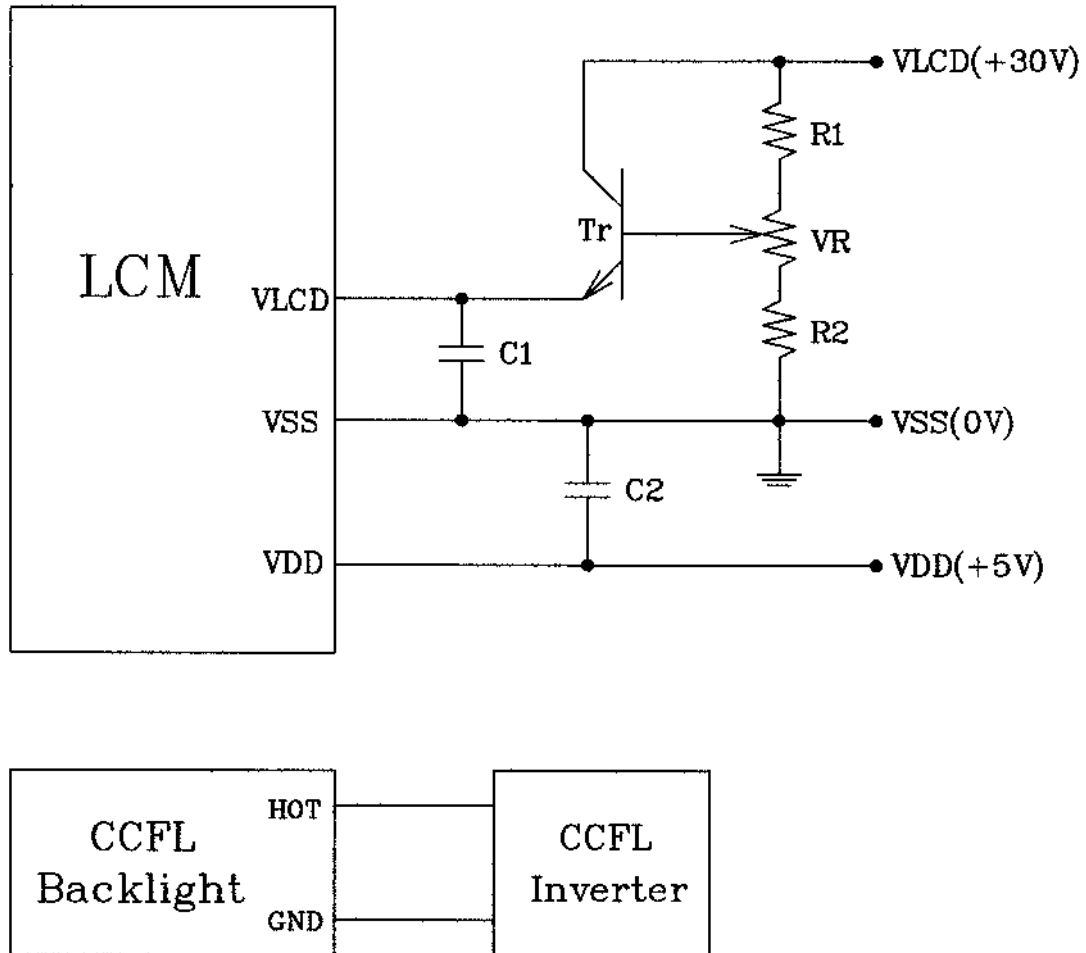 VLCD(+30V)
R1
Tr
VR
LCM
VLCD
R2
C1
VSS
VSS(0V)
C2
VDD
VDD(+5V)
HOT
CCFL
Backlight
GND
CCFL
Inverter